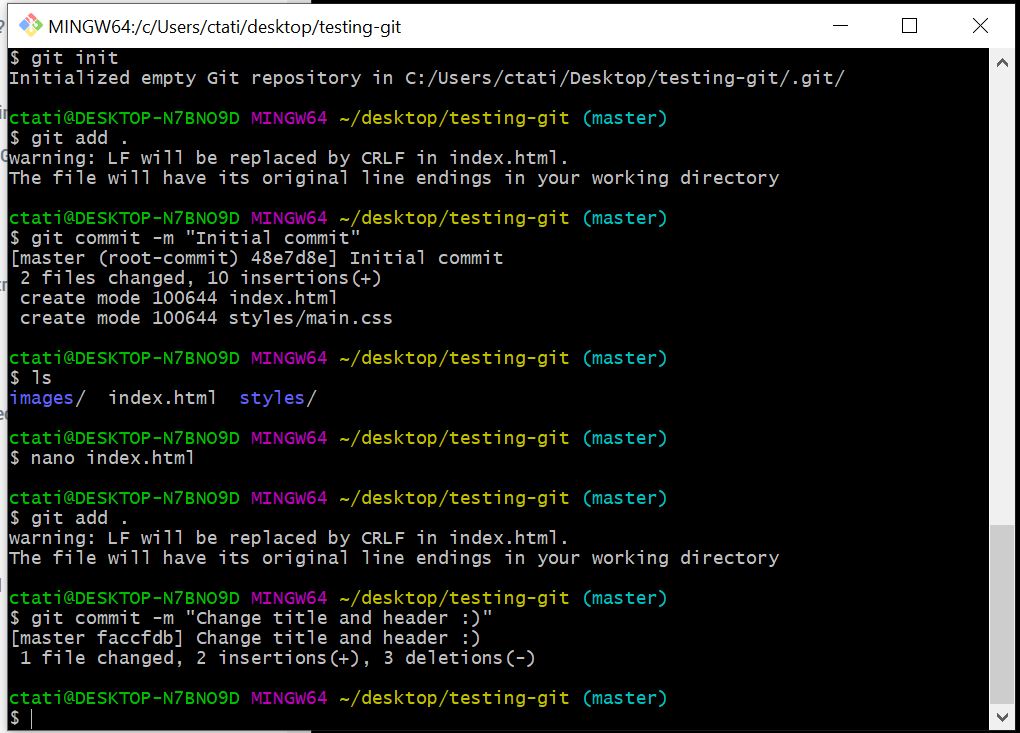 MINGW64:/c/Users/ctati/desktop/testing-git
$ git init
Initialized empty Git repository in C:/Users/ctati/Desktop/testing-git/.git/
ctati@DESKTOP-N7BNO9D MINGW64 ~/desktop/testing-git (master)
$ git add .
warning: LF will be replaced by CRLF in index.html.
The file will have its original line endings in your working directory
ctati@DESKTOP-N7BNO9D MINGW64 ~/desktop/testing-git (master)
$ git commit -m "Initial commit"
[master (root-commit) 48e7d8e] Initial commit
 2 files changed, 10 insertions(+)
 create mode 100644 index.html
 create mode 100644 styles/main.css
ctati@DESKTOP-N7BNO9D MINGW64 ~/desktop/testing-git (master)
$ ls
images/  index.html  styles/
ctati@DESKTOP-N7BNO9D MINGW64 ~/desktop/testing-git (master)
$ nano index.html
ctati@DESKTOP-N7BNO9D MINGW64 ~/desktop/testing-git (master)
$ git add .
warning: LF will be replaced by CRLF in index.html.
The file will have its original line endings in your working directory
ctati@DESKTOP-N7BNO9D MINGW64 ~/desktop/testing-git (master)
$ git commit -m "Change title and header :)"
[master faccfdb] Change title and header :)
 1 file changed, 2 insertions(+), 3 deletions(-)
ctati@DESKTOP-N7BNO9D MINGW64 ~/desktop/testing-git (master)
$